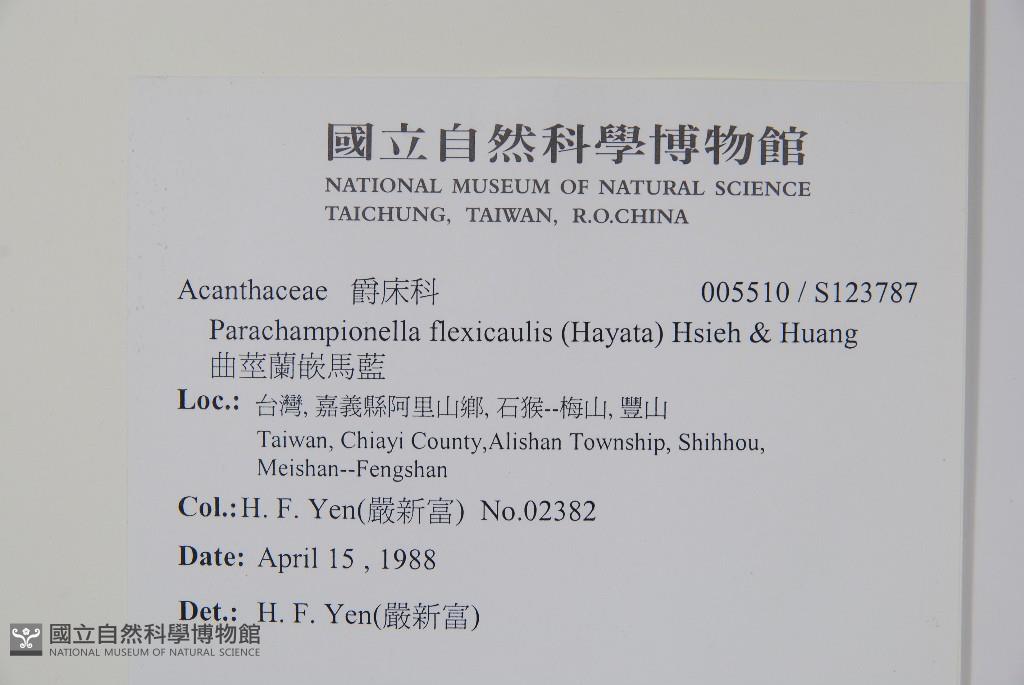 國立自然科學博物館
NATIONAL MUSEUM OF NATURAL SCIENCE
TAICHUNG, TAIWAN, R.O.CHINA
Acanthaceae 爵床科 005510 / S123787
Parachampionella flexicaulis (Hayata) Hsieh & Huang
曲莖蘭嵌馬藍
Loc.: 台灣, 嘉義縣阿里山鄉, 石猴--梅山, 豐山
Taiwan, Chiayi County,Alishan Township, Shihhou,
Meishan--Fengshan
Col.:H. F. Yen(嚴新富) No.02382
Date: April 15 , 1988
Det.: H. F. Yen(嚴新富)
國立自然科學博物館
NATIONAL MUSEUM OF NATURAL SCIENCE